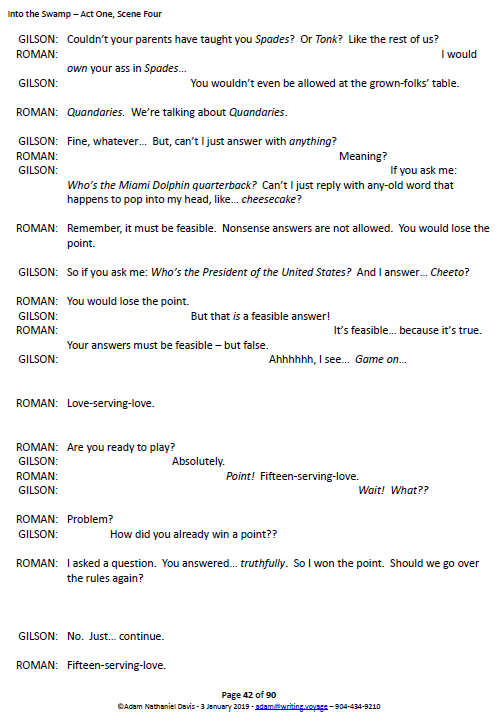 Into the Swamp – Act One, Scene Four
GILSON: Couldn't your parents have taught you Spades? Or Tonk? Like the rest of us?
ROMAN: I would
own your ass in Spades…
GILSON: You wouldn't even be allowed at the grown-folks' table.
ROMAN: Quandaries. We're talking about Quandaries.
GILSON: Fine, whatever… But, can't I just answer with anything?
ROMAN: Meaning?
GILSON: If you ask me:
Who's the Miami Dolphin quarterback? Can't I just reply with any-old word that
happens to pop into my head, like… cheesecake?
ROMAN: Remember, it must be feasible. Nonsense answers are not allowed. You would lose the
point.
GILSON: So if you ask me: Who's the President of the United States? And I answer… Cheeto?
ROMAN: You would lose the point.
GILSON: But that is a feasible answer!
ROMAN: It's feasible… because it's true.
Your answers must be feasible – but false.
GILSON: Ahhhhhh, I see… Game on…
ROMAN: Love-serving-love.
ROMAN: Are you ready to play?
GILSON: Absolutely.
ROMAN: Point! Fifteen-serving-love.
GILSON: Wait! What??
ROMAN: Problem?
GILSON: How did you already win a point??
ROMAN: I asked a question. You answered… truthfully. So I won the point. Should we go over
the rules again?
GILSON: No. Just… continue.
ROMAN: Fifteen-serving-love.
Page 42 of 90
©Adam Nathaniel Davis - 3 January 2019 - adam@writing.voyage – 904-434-9210